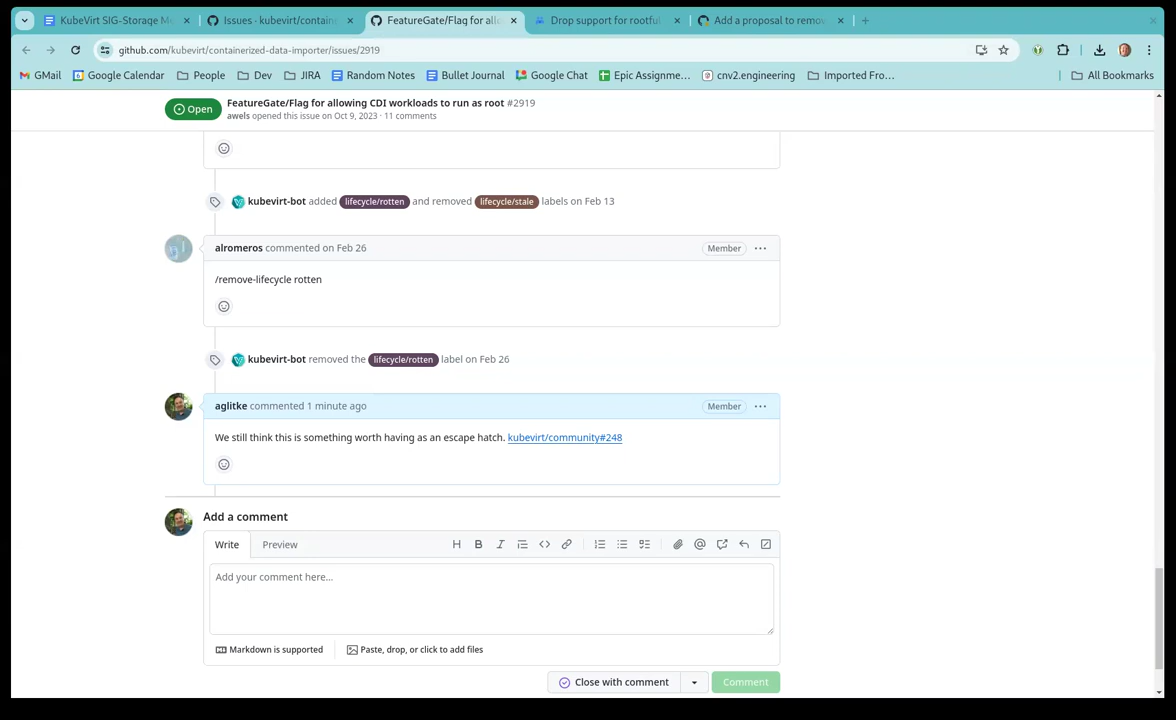 KubeVirt SIG-Storage Me
Issues · kubevirt/contain
FeatureGate/Flag for allo
Drop support for rootful
Add a proposal to remov
github.com/kubevirt/containerized-data-importer/issues/2919
GMail
Google Calendar
People
Dev
JIRA
Random Notes
Bullet Journal
Google Chat
Epic Assignme...
cnv2.engineering
Imported Fro...
All Bookmarks
Open
FeatureGate/Flag for allowing CDI workloads to run as root #2919
awels opened this issue on Oct 9, 2023 · 11 comments
kubevirt-bot added lifecycle/rotten and removed lifecycle/stale labels on Feb 13
alromeros commented on Feb 26
Member
/remove-lifecycle rotten
kubevirt-bot removed the lifecycle/rotten label on Feb 26
aglitke commented 1 minute ago
Member
We still think this is something worth having as an escape hatch. kubevirt/community#248
Add a comment
Write
Preview
Add your comment here...
Markdown is supported
Paste, drop, or click to add files
Close with comment
Comment